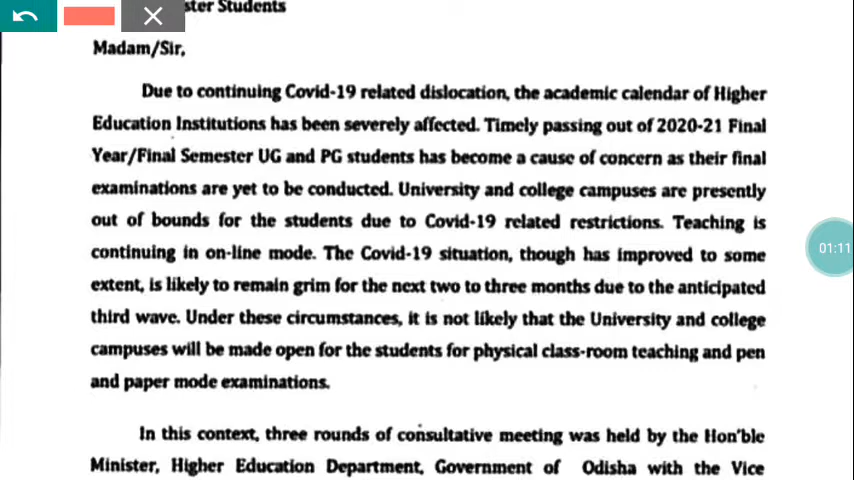 ster Students
Madam/Sir,
Due to continuing Covid-19 related dislocation, the academic calendar of Higher
Education Institutions has been severely affected. Timely passing out of 2020-21 Final
Year/Final Semester UG and PG students has become a cause of concern as their final
examinations are yet to be conducted. University and college campuses are presently
out of bounds for the students due to Covid-19 related restrictions. Teaching is
continuing in on-line mode. The Covid-19 situation, though has improved to some
extent, is likely to remain grim for the next two to three months due to the anticipated
third wave. Under these circumstances, it is not likely that the University and college
campuses will be made open for the students for physical class-room teaching and pen
and paper mode examinations.
In this context, three rounds of consultative meeting was held by the Hon'ble
Minister, Higher Education Department, Government of Odisha with the Vice
01:11